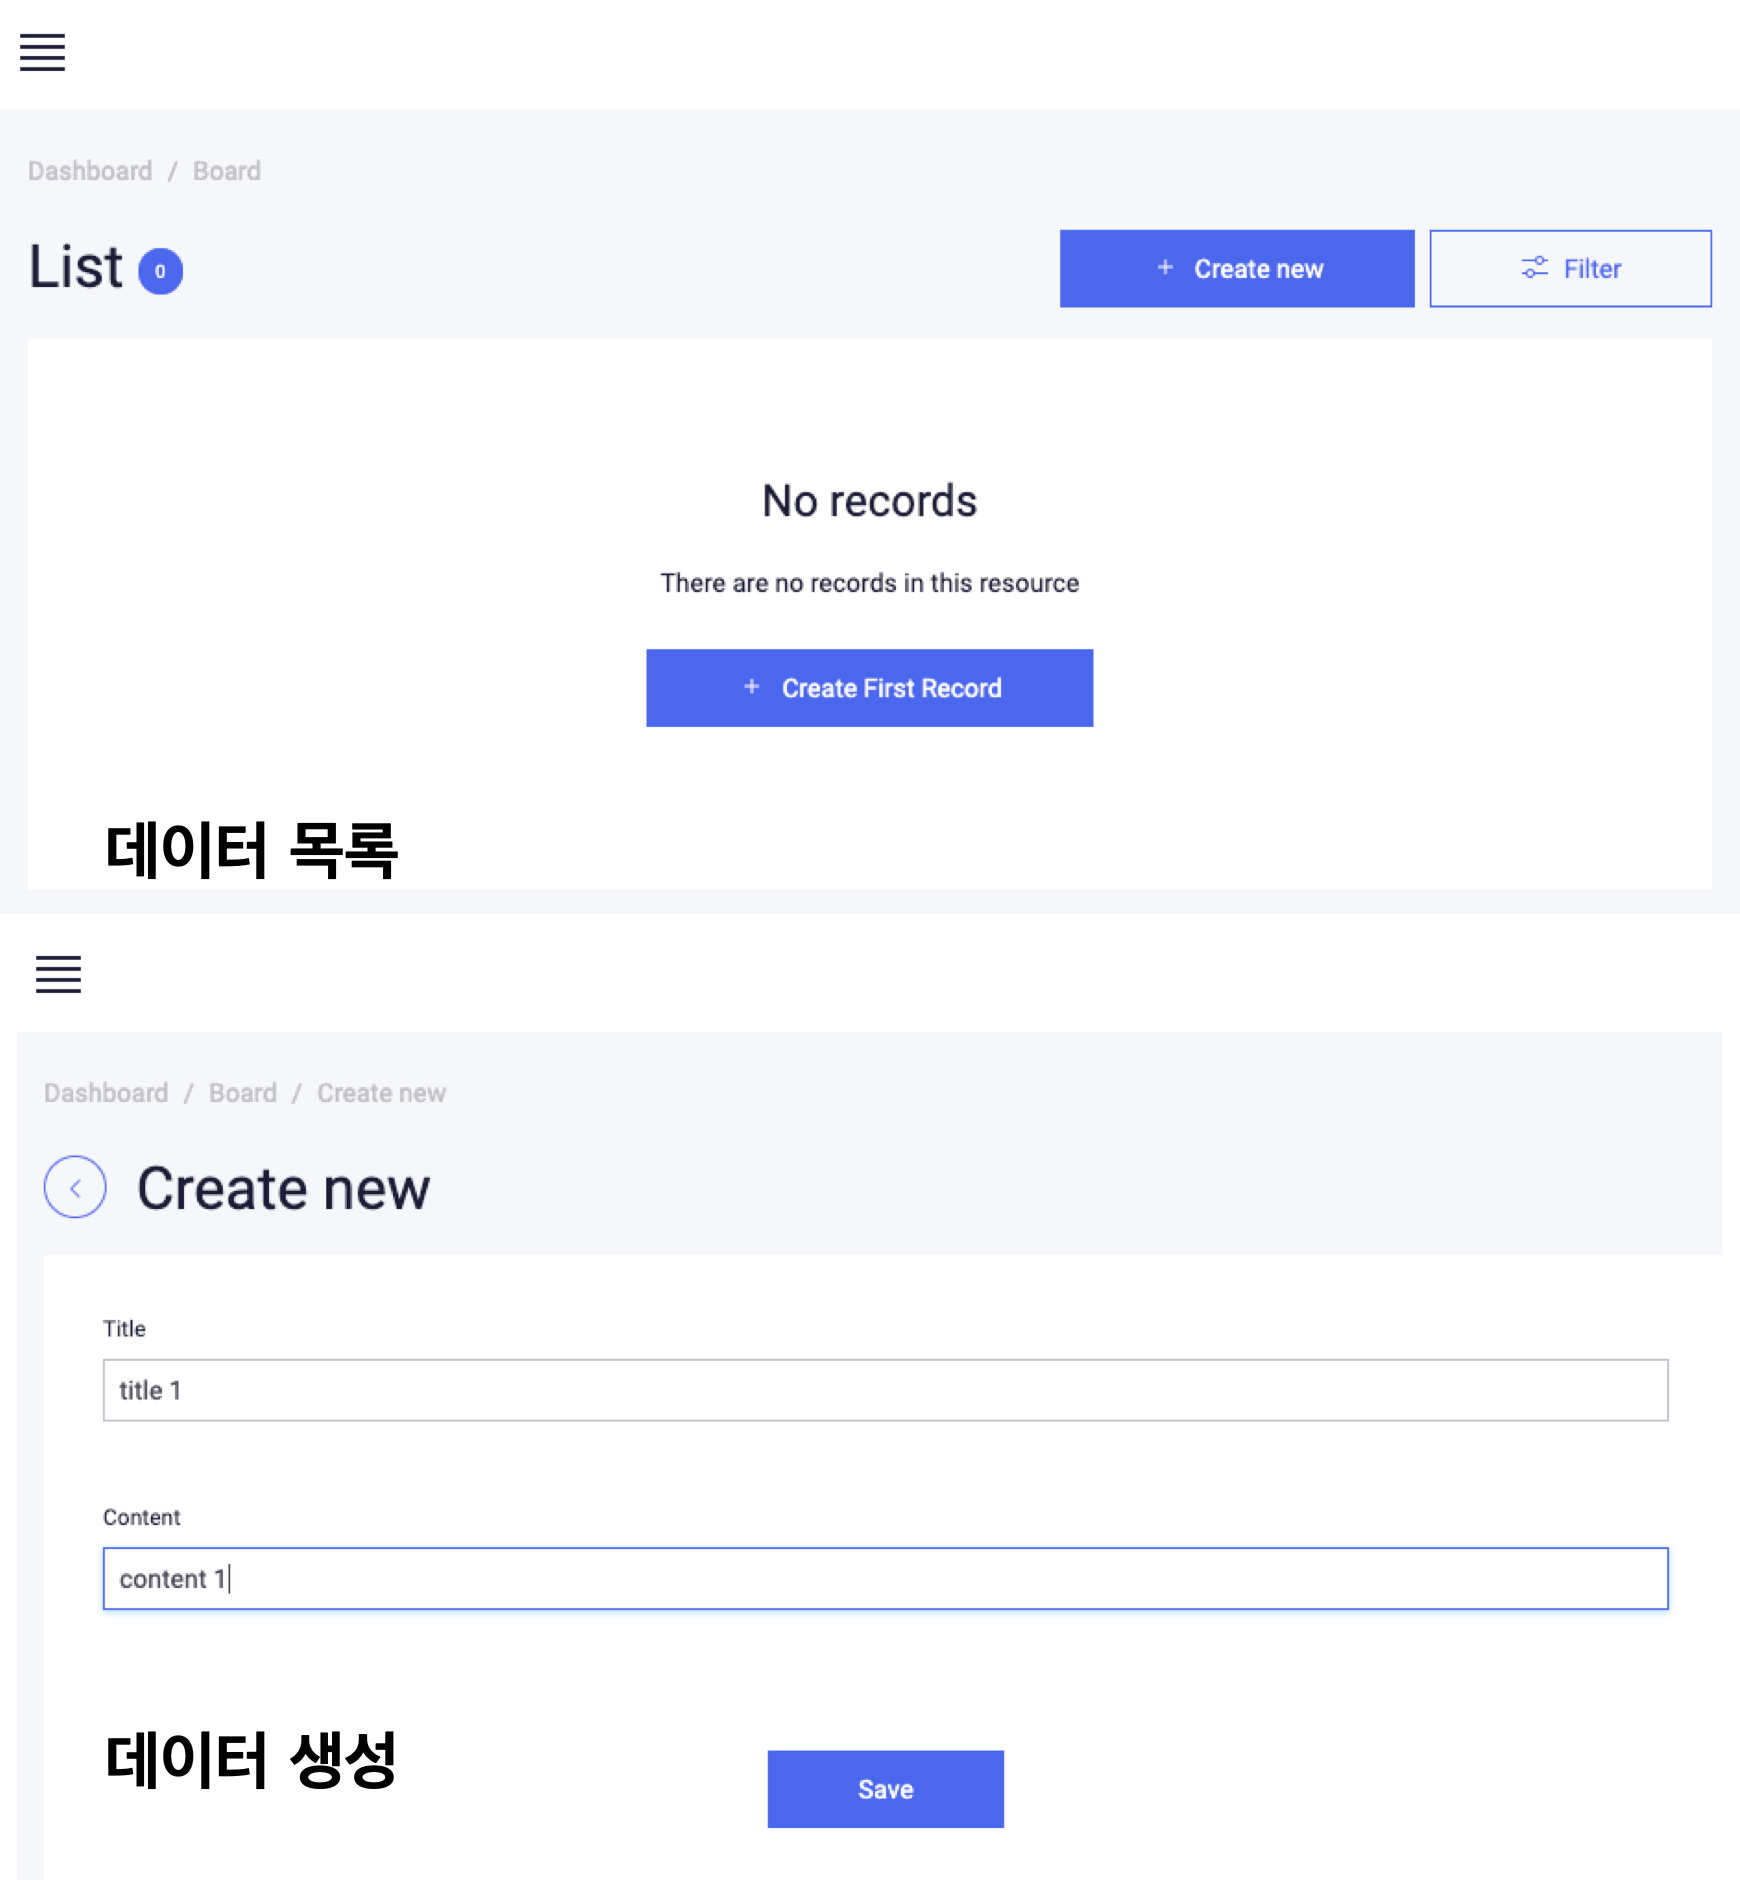 Dashboard / Board
List 0
+ Create new
Filter
No records
There are no records in this resource
+ Create First Record
데이터 목록
Dashboard / Board / Create new
Create new
Title
title 1
Content
content 1
데이터 생성
Save